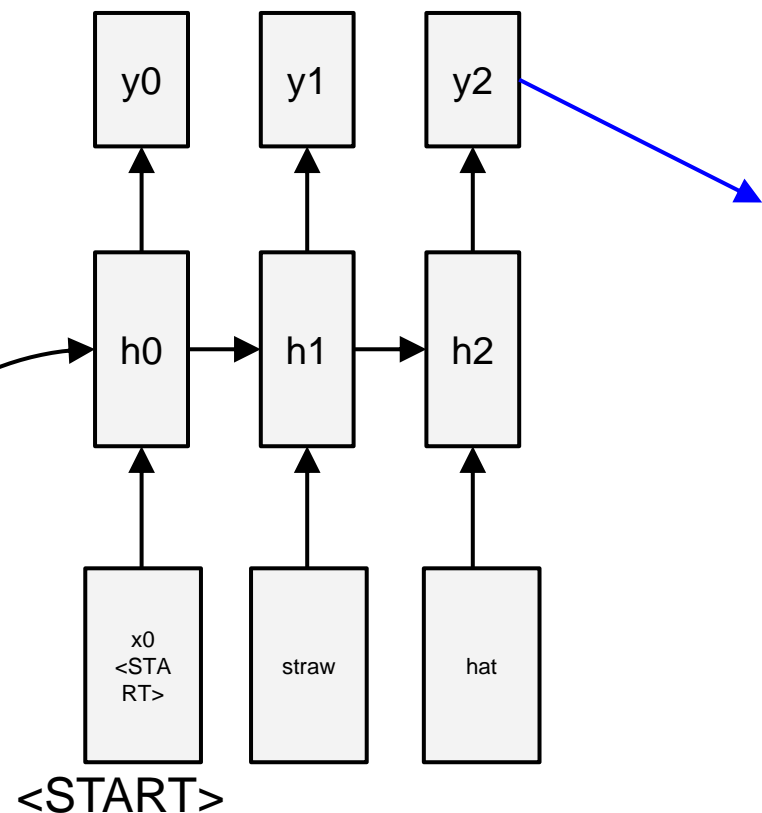 y0 y1 y2
h0 h1 h2
x0
<STA
RT>
straw
hat
<START>